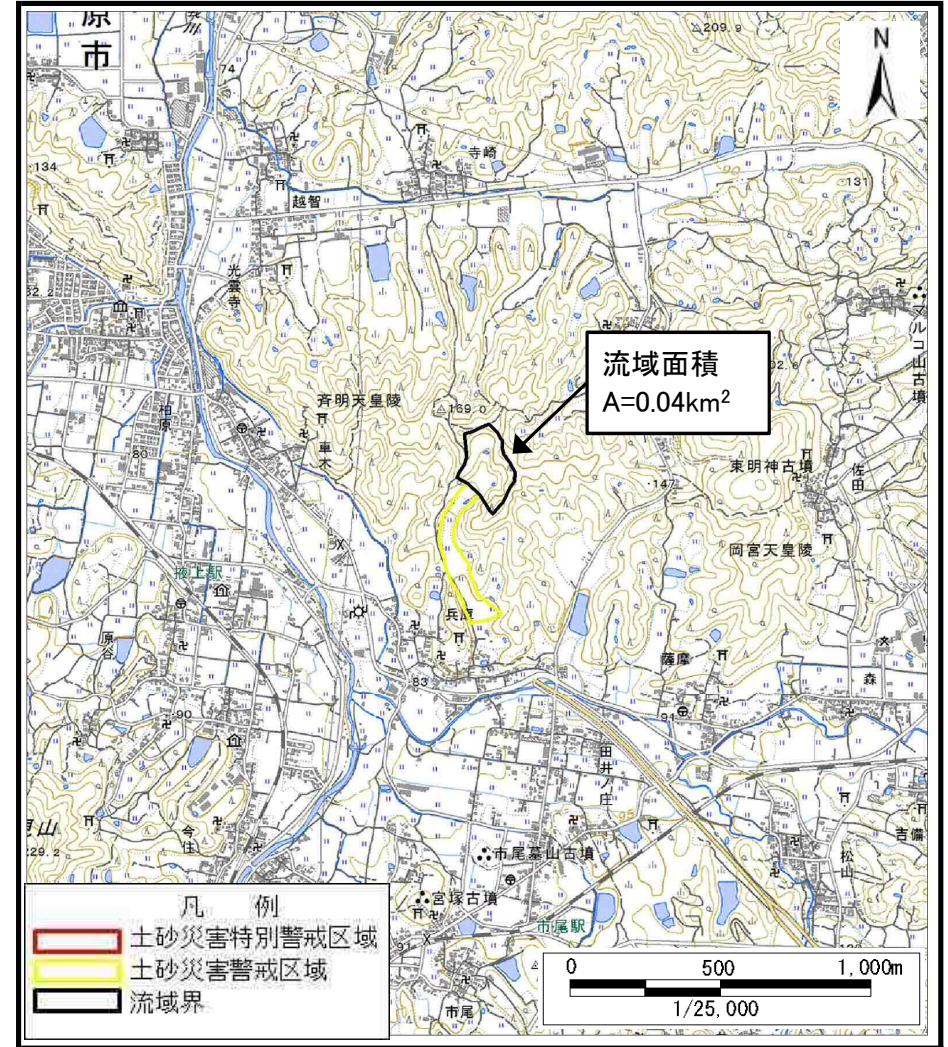 原
市
川
74
△209.9
N
・134
寺崎
99
131
越智
光雲寺
斉明天皇陵
△169.0
車木
柏原
80
流域面積
A=0.04km²
マルコ山古墳
・147
東明神古墳
佐田
岡宮天皇陵
掖上駅
原谷
兵庫
83
薩摩
91
森
・90
今住
田井ノ庄
95
29.2
市尾墓山古墳
宮塚古墳
市尾駅
91
松山
吉備
市尾
凡 例
土砂災害特別警戒区域
土砂災害警戒区域
流域界
0 500 1,000m
1/25,000